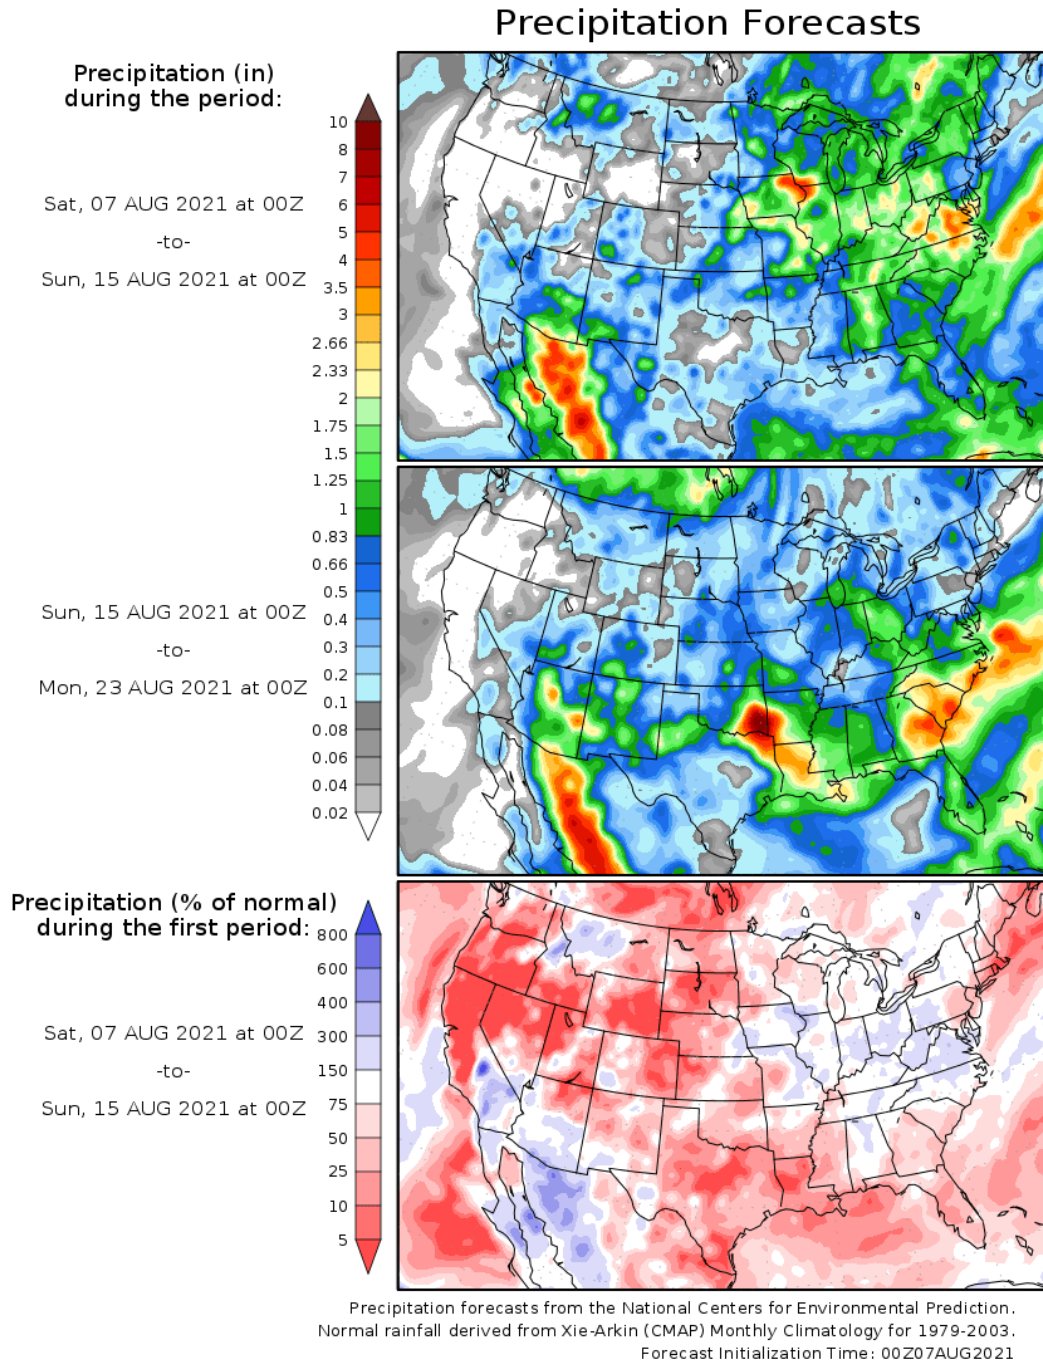 Precipitation Forecasts
Precipitation (in)
during the period:
Sat, 07 AUG 2021 at 00Z
-to-
Sun, 15 AUG 2021 at 00Z
10
8
7
6
5
4
3.5
3
2.66
2.33
2
1.75
1.5
1.25
1
0.83
0.66
0.5
0.4
0.3
0.2
0.1
0.08
0.06
0.04
0.02
Sun, 15 AUG 2021 at 00Z
-to-
Mon, 23 AUG 2021 at 00Z
Precipitation (% of normal)
during the first period:
Sat, 07 AUG 2021 at 00Z
-to-
Sun, 15 AUG 2021 at 00Z
800
600
400
300
150
75
50
25
10
5
Precipitation forecasts from the National Centers for Environmental Prediction.
Normal rainfall derived from Xie-Arkin (CMAP) Monthly Climatology for 1979-2003.
Forecast Initialization Time: 00Z07AUG2021